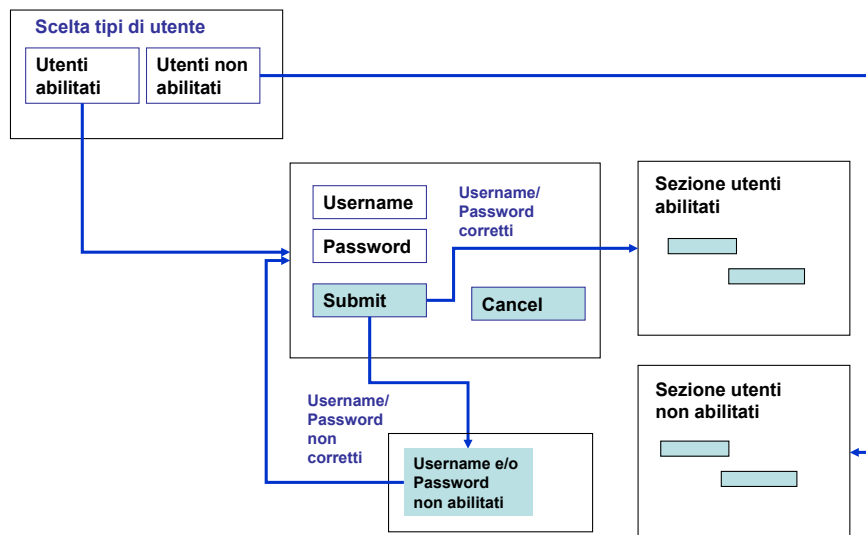 Scelta tipi di utente
Utenti
abilitati
Utenti non
abilitati
Username
Password
Submit
Cancel
Username/
Password
corretti
Sezione utenti
abilitati
Username/
Password
non
corretti
Username e/o
Password
non abilitati
Sezione utenti
non abilitati